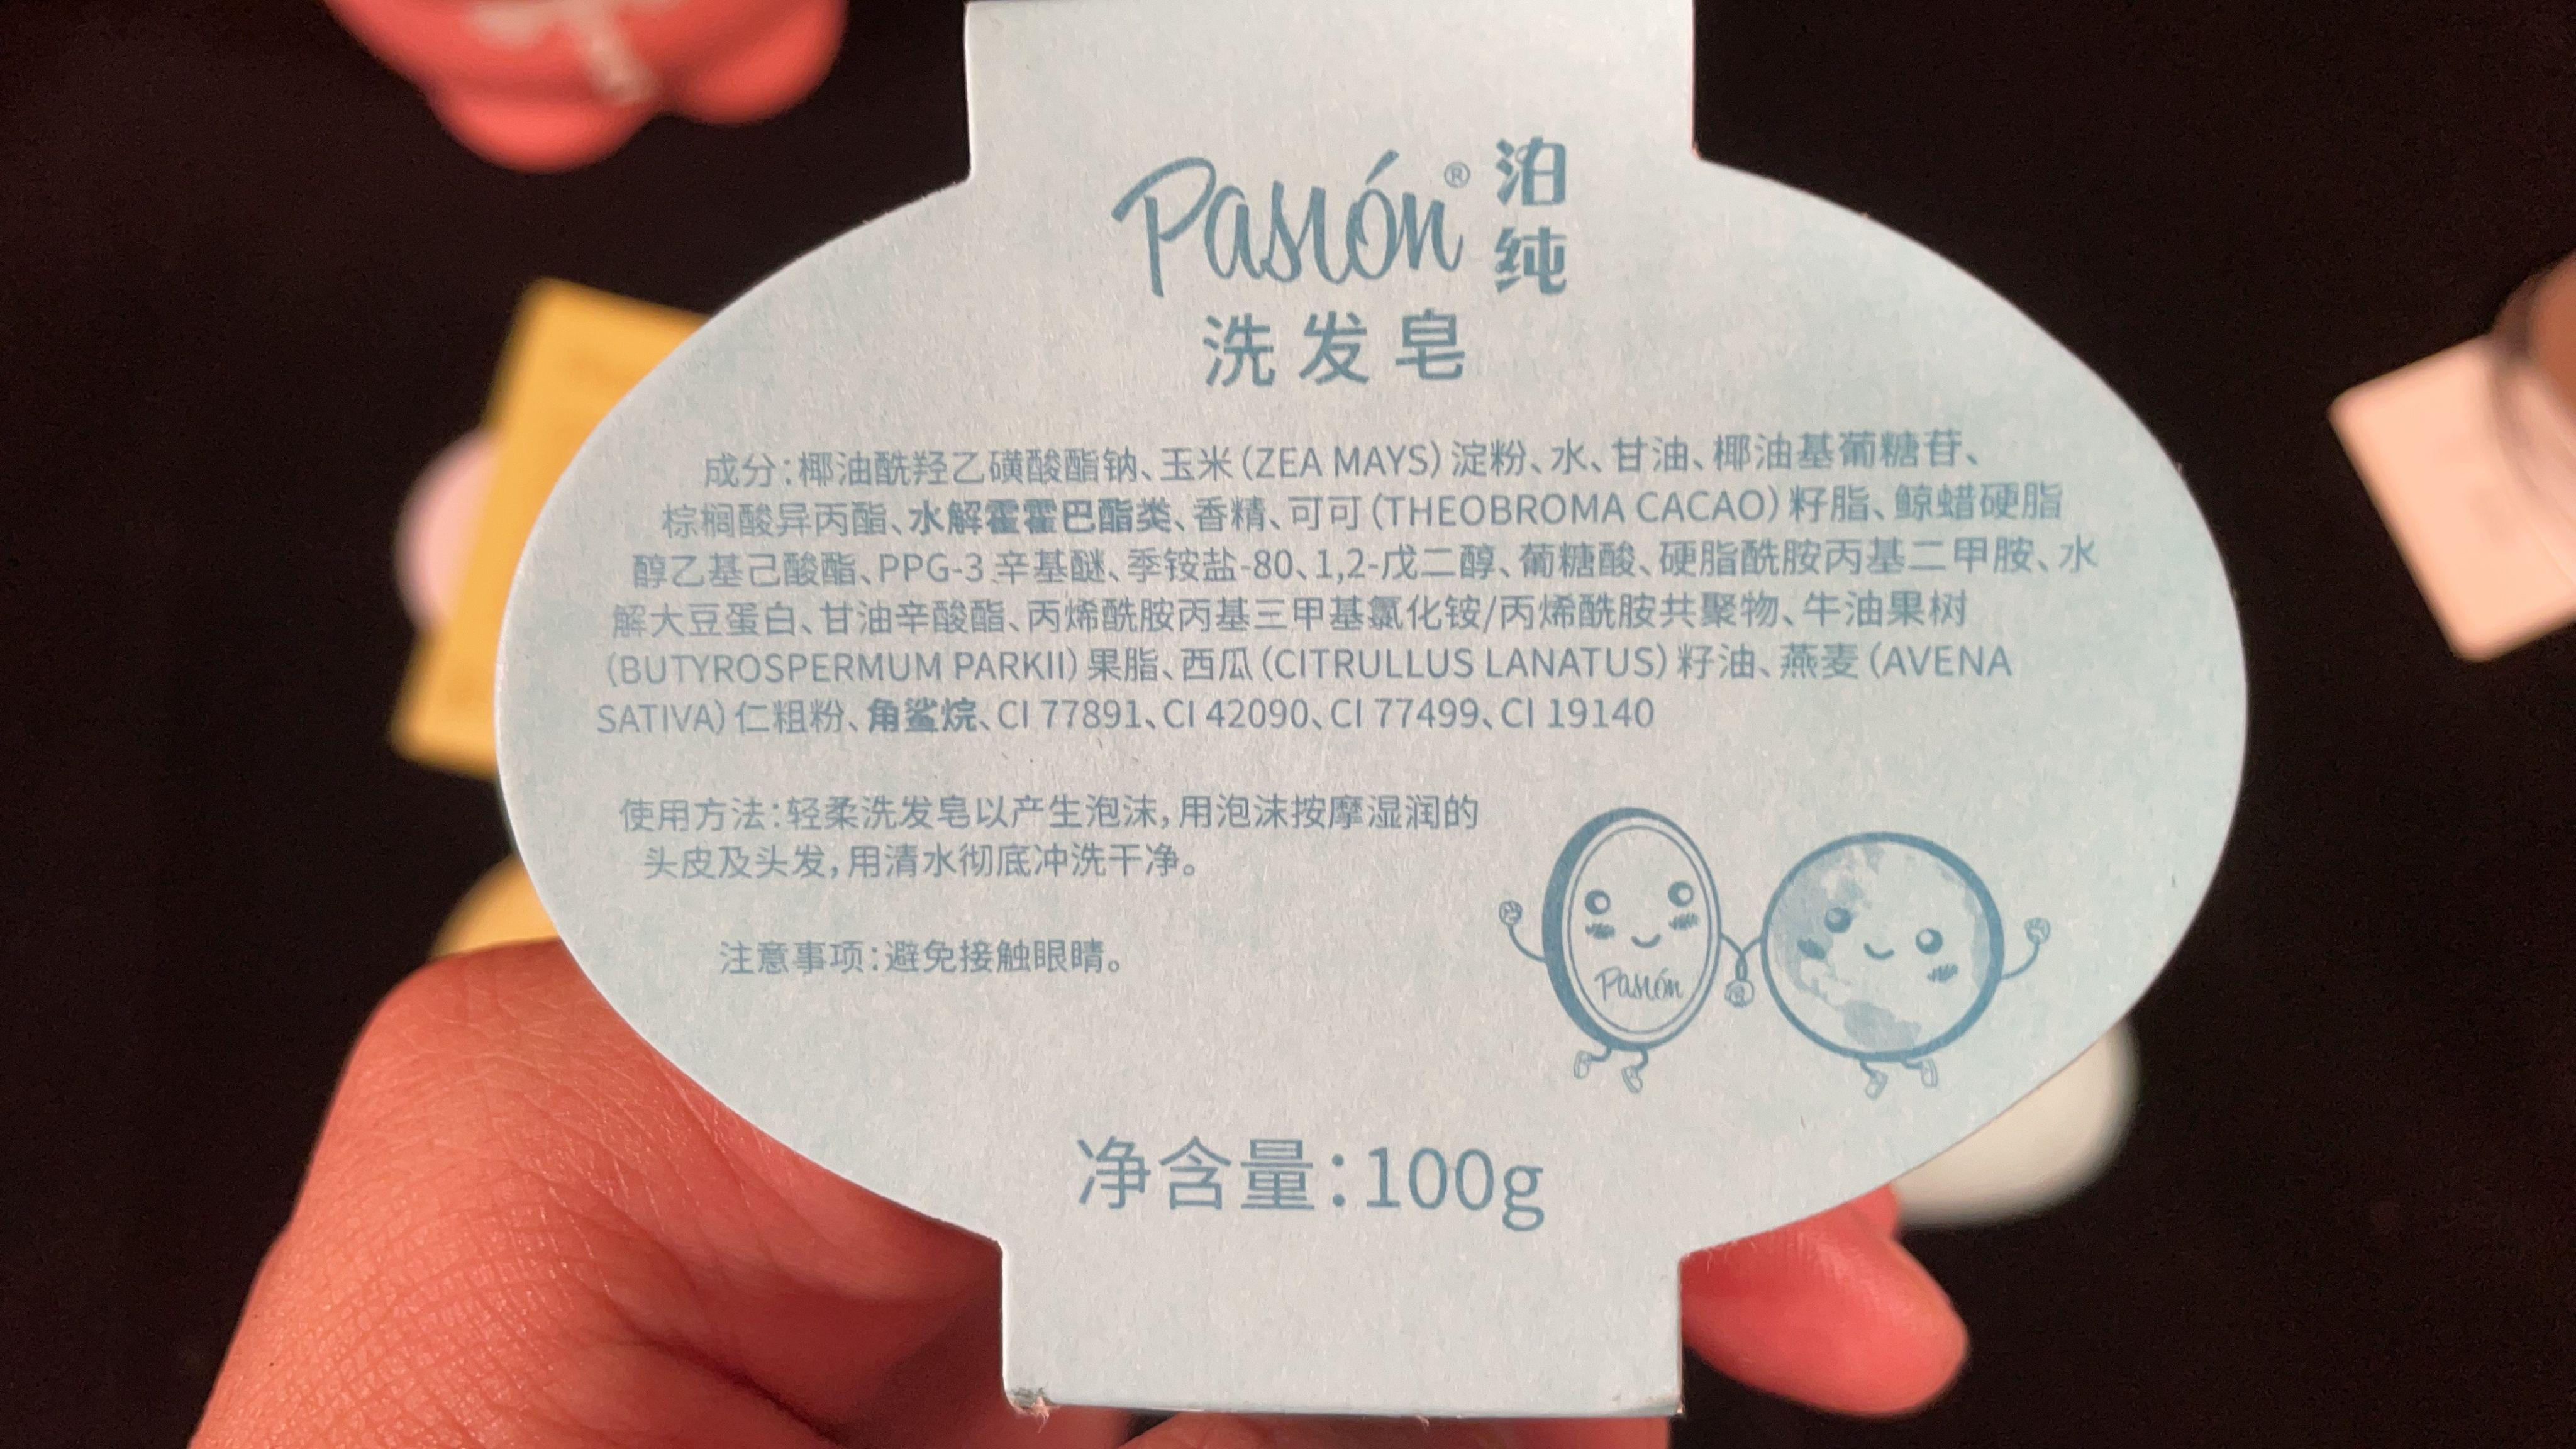 Pasión® 泊纯
洗发皂
成分：椰油酰羟乙磺酸酯钠、玉米（ZEA MAYS）淀粉、水、甘油、椰油基葡糖苷、
棕榈酸异丙酯、水解霍霍巴酯类、香精、可可（THEOBROMA CACAO）籽脂、鲸蜡硬脂
醇乙基己酸酯、PPG-3 辛基醚、季铵盐-80、1,2-戊二醇、葡糖酸、硬脂酰胺丙基二甲胺、水
解大豆蛋白、甘油辛酸酯、丙烯酰胺丙基三甲基氯化铵/丙烯酰胺共聚物、牛油果树
（BUTYROSPERMUM PARKII）果脂、西瓜（CITRULLUS LANATUS）籽油、燕麦（AVENA
SATIVA）仁粗粉、角鲨烷、CI 77891、CI 42090、CI 77499、CI 19140
使用方法：轻柔洗发皂以产生泡沫，用泡沫按摩湿润的
头皮及头发，用清水彻底冲洗干净。
注意事项：避免接触眼睛。
Pasión
净含量：100g